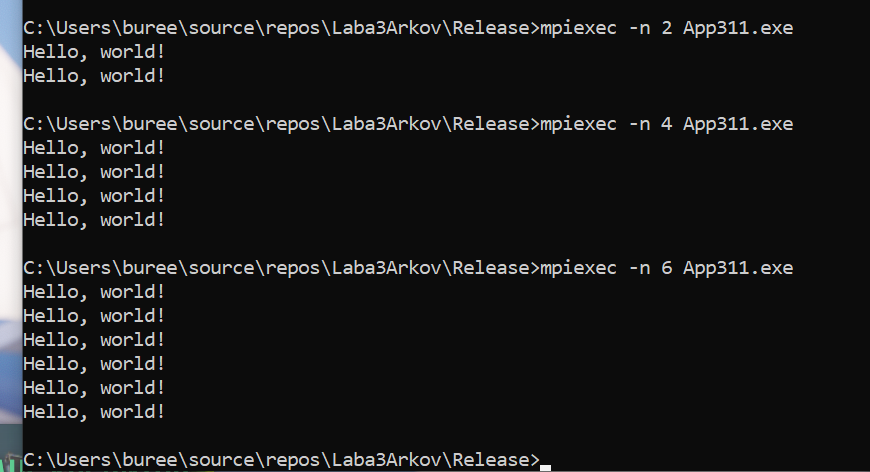 C:\Users\buree\source\repos\Laba3Arkov\Release>mpiexec -n 2 App311.exe
Hello, world!
Hello, world!
C:\Users\buree\source\repos\Laba3Arkov\Release>mpiexec -n 4 App311.exe
Hello, world!
Hello, world!
Hello, world!
Hello, world!
C:\Users\buree\source\repos\Laba3Arkov\Release>mpiexec -n 6 App311.exe
Hello, world!
Hello, world!
Hello, world!
Hello, world!
Hello, world!
Hello, world!
C:\Users\buree\source\repos\Laba3Arkov\Release>